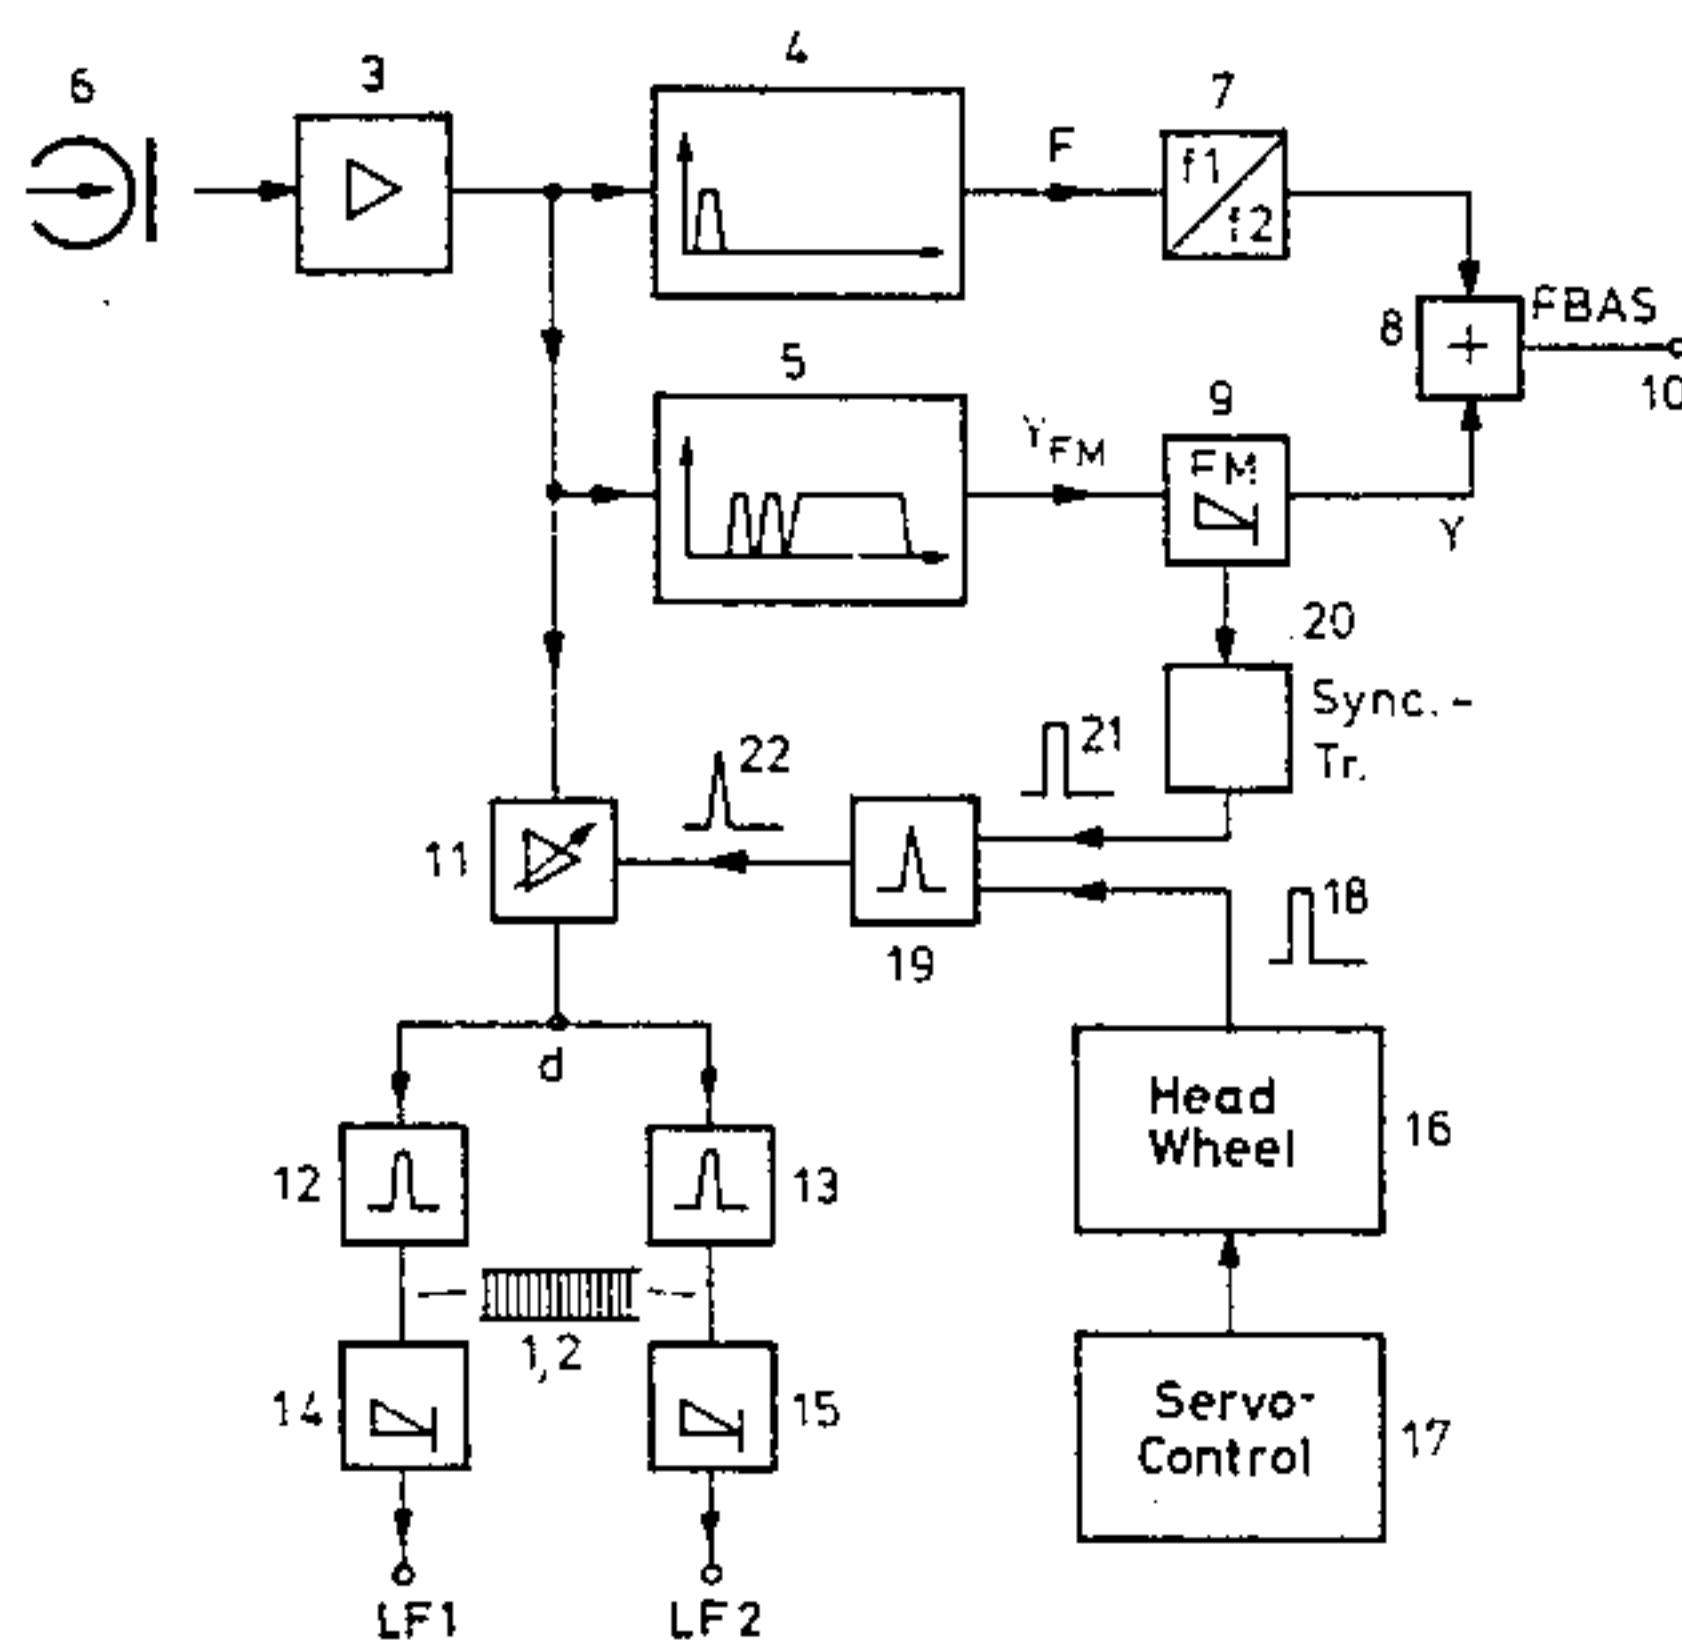 6
3
4
F
7
f1
f2
8
+
FBAS
10
5
Y_FM
9
FM
Y
20
Sync.-
Tr.
22
21
11
19
18
d
Head
Wheel
16
12
13
1,2
14
15
Servo-
Control
17
LF1
LF2